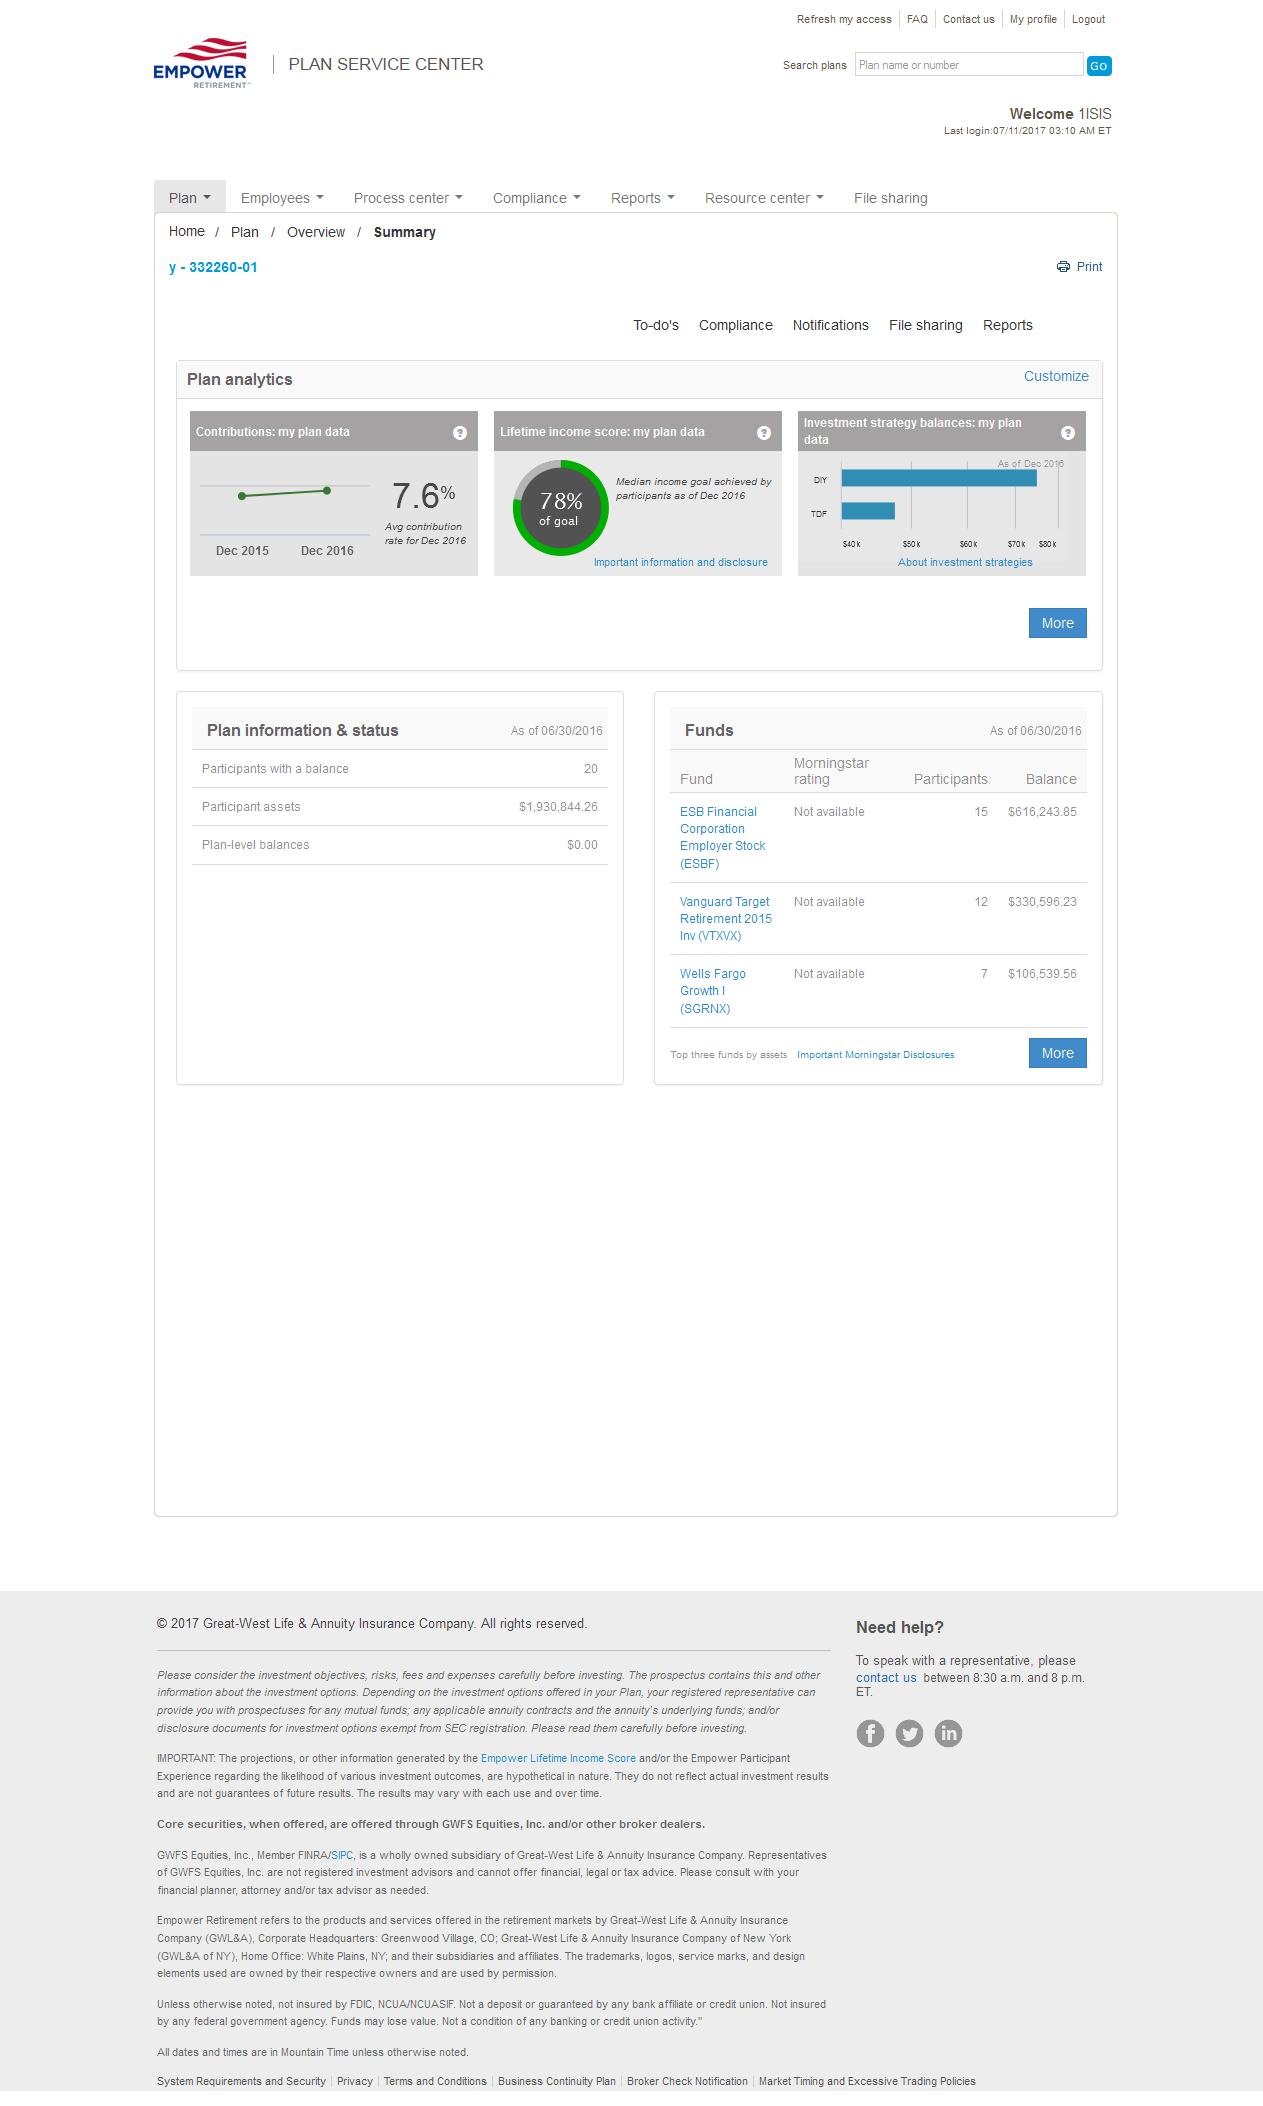 Refresh my access FAQ Contact us My profile Logout
EMPOWER
RETIREMENT™
PLAN SERVICE CENTER
Search plans Plan name or number Go
Welcome 1ISIS
Last login:07/11/2017 03:10 AM ET
Plan Employees Process center Compliance Reports Resource center File sharing
Home / Plan / Overview / Summary
y - 332260-01
Print
To-do's Compliance Notifications File sharing Reports
Plan analytics
Customize
Contributions: my plan data ?
7.6%
Avg contribution
rate for Dec 2016
Dec 2015 Dec 2016
Lifetime income score: my plan data ?
78%
of goal
Median income goal achieved by
participants as of Dec 2016
Important information and disclosure
Investment strategy balances: my plan
data ?
As of Dec 2016
DIY
TDF
$40k $50k $60k $70k $80k
About investment strategies
More
Plan information & status As of 06/30/2016
Participants with a balance 20
Participant assets $1,930,844.26
Plan-level balances $0.00
Funds As of 06/30/2016
Fund Morningstar
rating Participants Balance
ESB Financial Not available 15 $616,243.85
Corporation
Employer Stock
(ESBF)
Vanguard Target Not available 12 $330,596.23
Retirement 2015
Inv (VTXVX)
Wells Fargo Not available 7 $106,539.56
Growth I
(SGRNX)
Top three funds by assets Important Morningstar Disclosures More
© 2017 Great-West Life & Annuity Insurance Company. All rights reserved.
Please consider the investment objectives, risks, fees and expenses carefully before investing. The prospectus contains this and other
information about the investment options. Depending on the investment options offered in your Plan, your registered representative can
provide you with prospectuses for any mutual funds; any applicable annuity contracts and the annuity's underlying funds; and/or
disclosure documents for investment options exempt from SEC registration. Please read them carefully before investing.
IMPORTANT: The projections, or other information generated by the Empower Lifetime Income Score and/or the Empower Participant
Experience regarding the likelihood of various investment outcomes, are hypothetical in nature. They do not reflect actual investment results
and are not guarantees of future results. The results may vary with each use and over time.
Core securities, when offered, are offered through GWFS Equities, Inc. and/or other broker dealers.
GWFS Equities, Inc., Member FINRA/SIPC, is a wholly owned subsidiary of Great-West Life & Annuity Insurance Company. Representatives
of GWFS Equities, Inc. are not registered investment advisors and cannot offer financial, legal or tax advice. Please consult with your
financial planner, attorney and/or tax advisor as needed.
Empower Retirement refers to the products and services offered in the retirement markets by Great-West Life & Annuity Insurance
Company (GWL&A), Corporate Headquarters: Greenwood Village, CO; Great-West Life & Annuity Insurance Company of New York
(GWL&A of NY), Home Office: White Plains, NY; and their subsidiaries and affiliates. The trademarks, logos, service marks, and design
elements used are owned by their respective owners and are used by permission.
Unless otherwise noted, not insured by FDIC, NCUA/NCUASIF. Not a deposit or guaranteed by any bank affiliate or credit union. Not insured
by any federal government agency. Funds may lose value. Not a condition of any banking or credit union activity."
All dates and times are in Mountain Time unless otherwise noted.
System Requirements and Security Privacy Terms and Conditions Business Continuity Plan Broker Check Notification Market Timing and Excessive Trading Policies
Need help?
To speak with a representative, please
contact us between 8:30 a.m. and 8 p.m.
ET.